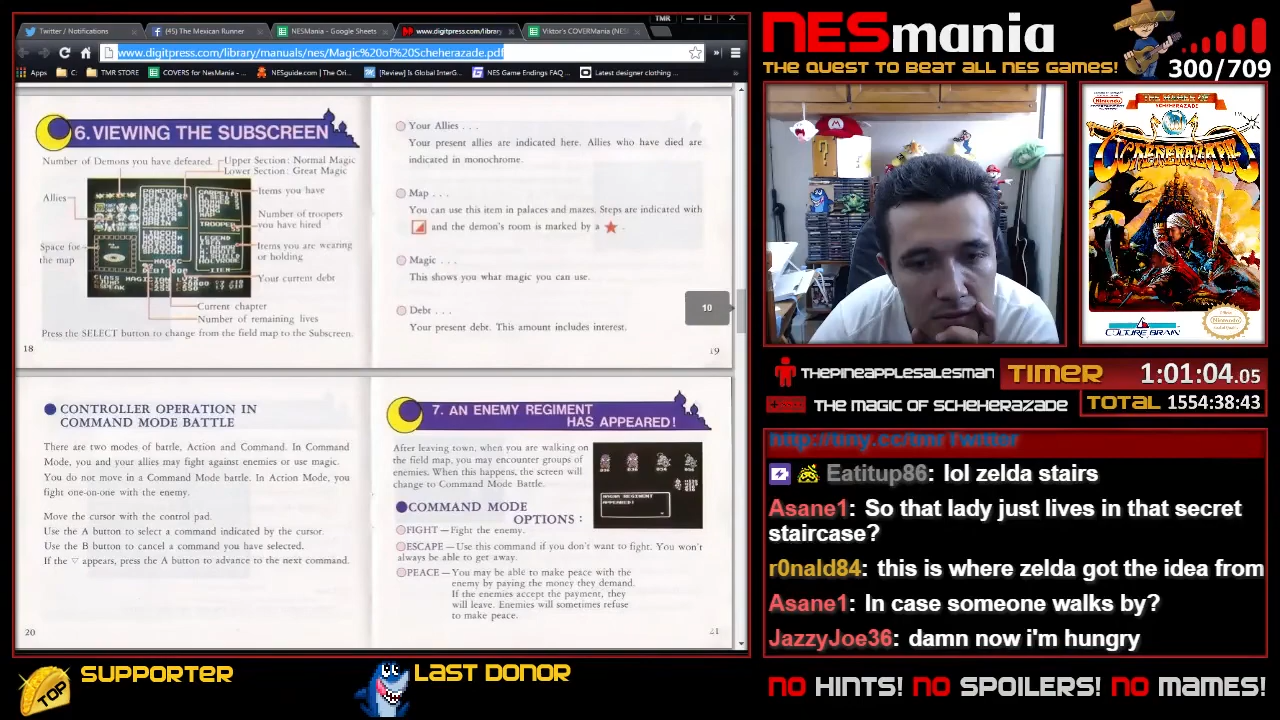 TMR
Twitter / Notifications
(45) The Mexican Runner
NESMania - Google Sheets
www.digitpress.com/library
Viktor's COVERMania (NES
www.digitpress.com/library/manuals/nes/Magic%20of%20Scheherazade.pdf
Apps
C:
TMR STORE
COVERS for NesMania -
NESguide.com | The Ori...
[Review] Is Global InterG...
NES Game Endings FAQ ...
Latest designer clothing ...
6. VIEWING THE SUBSCREEN
Number of Demons you have defeated.
Upper Section: Normal Magic
Lower Section: Great Magic
Items you have
Allies
Number of troopers
you have hired
Space for
the map
Items you are wearing
or holding
Your current debt
Current chapter
Number of remaining lives
Press the SELECT button to change from the field map to the Subscreen.
18
Your Allies . . .
Your present allies are indicated here. Allies who have died are
indicated in monochrome.
Map . . .
You can use this item in palaces and mazes. Steps are indicated with
and the demon's room is marked by a ★ .
Magic . . .
This shows you what magic you can use.
10
Debt . . .
Your present debt. This amount includes interest.
19
CONTROLLER OPERATION IN
COMMAND MODE BATTLE
There are two modes of battle, Action and Command. In Command
Mode, you and your allies may fight against enemies or use magic.
You do not move in a Command Mode battle. In Action Mode, you
fight one-on-one with the enemy.
Move the cursor with the control pad.
Use the A button to select a command indicated by the cursor.
Use the B button to cancel a command you have selected.
If the ▽ appears, press the A button to advance to the next command.
20
7. AN ENEMY REGIMENT
HAS APPEARED!
After leaving town, when you are walking on
the field map, you may encounter groups of
enemies. When this happens, the screen will
change to Command Mode Battle.
COMMAND MODE
OPTIONS :
FIGHT — Fight the enemy.
ESCAPE — Use this command if you don't want to fight. You won't
always be able to get away.
PEACE — You may be able to make peace with the
enemy by paying the money they demand.
If the enemies accept the payment, they
will leave. Enemies will sometimes refuse
to make peace.
21
NESmania
THE QUEST TO BEAT ALL NES GAMES!
300/709
SCHEHERAZADE
Nintendo
CULTURE BRAIN
THEPINEAPPLESALESMAN
TIMER 1:01:04.05
THE MAGIC OF SCHEHERAZADE
TOTAL 1554:38:43
http://tiny.cc/tmrTwitter
Eatitup86: lol zelda stairs
Asane1: So that lady just lives in that secret
staircase?
r0nald84: this is where zelda got the idea from
Asane1: In case someone walks by?
JazzyJoe36: damn now i'm hungry
TOP
SUPPORTER
LAST DONOR
NO HINTS! NO SPOILERS! NO MAMES!